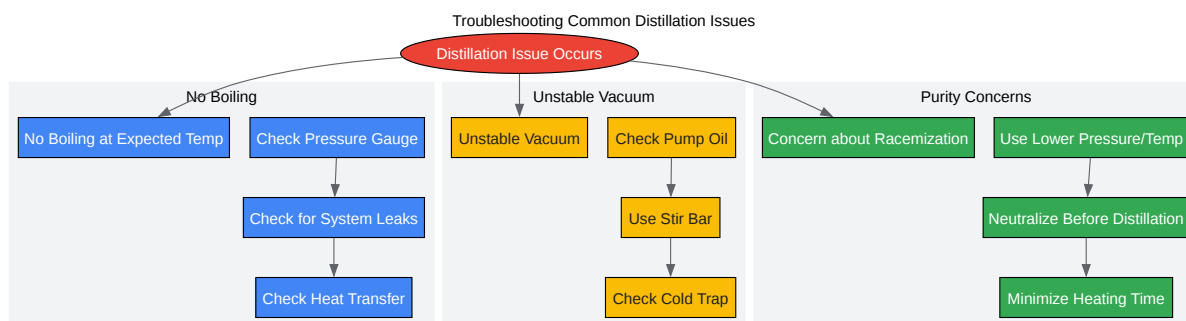 Troubleshooting Common Distillation Issues
Distillation Issue Occurs
No Boiling
No Boiling at Expected Temp
Check Pressure Gauge
Check for System Leaks
Check Heat Transfer
Unstable Vacuum
Unstable Vacuum
Check Pump Oil
Use Stir Bar
Check Cold Trap
Purity Concerns
Concern about Racemization
Use Lower Pressure/Temp
Neutralize Before Distillation
Minimize Heating Time